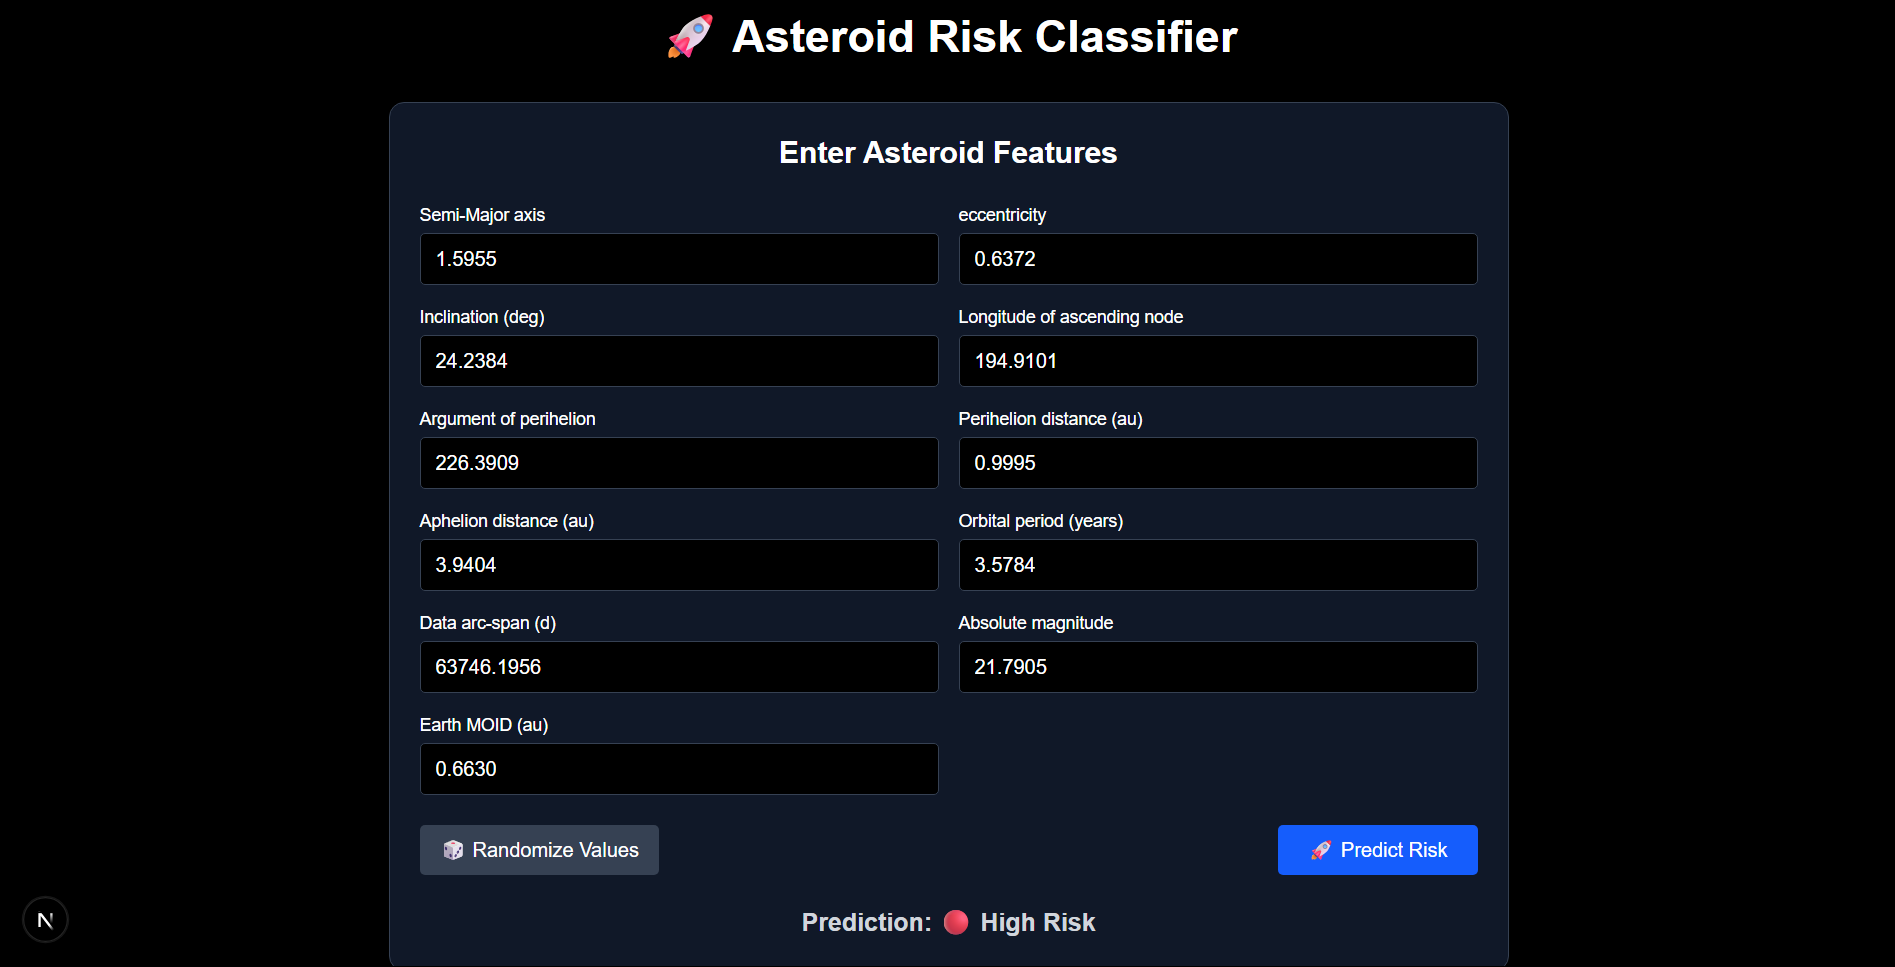 🚀 Asteroid Risk Classifier
Enter Asteroid Features
Semi-Major axis
1.5955
eccentricity
0.6372
Inclination (deg)
24.2384
Longitude of ascending node
194.9101
Argument of perihelion
226.3909
Perihelion distance (au)
0.9995
Aphelion distance (au)
3.9404
Orbital period (years)
3.5784
Data arc-span (d)
63746.1956
Absolute magnitude
21.7905
Earth MOID (au)
0.6630
🎲 Randomize Values
🚀 Predict Risk
Prediction: 🔴 High Risk
N